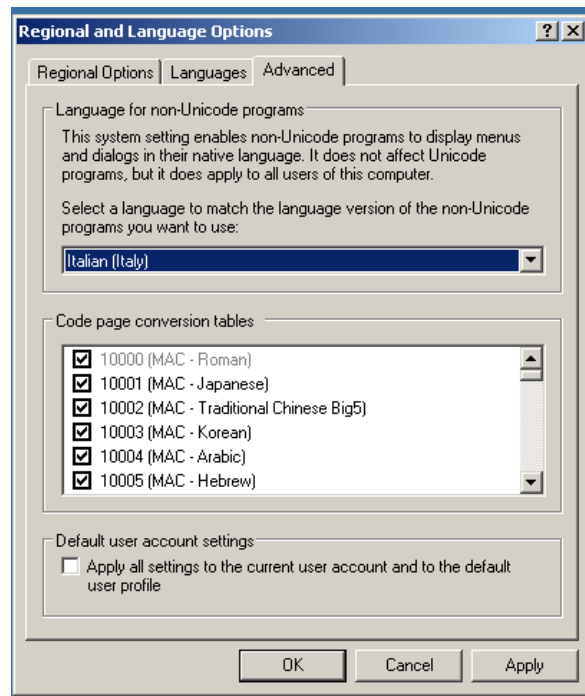 Regional and Language Options
Regional Options
Languages
Advanced
Language for non-Unicode programs
This system setting enables non-Unicode programs to display menus
and dialogs in their native language. It does not affect Unicode
programs, but it does apply to all users of this computer.
Select a language to match the language version of the non-Unicode
programs you want to use:
Italian (Italy)
Code page conversion tables
10000 (MAC - Roman)
10001 (MAC - Japanese)
10002 (MAC - Traditional Chinese Big5)
10003 (MAC - Korean)
10004 (MAC - Arabic)
10005 (MAC - Hebrew)
Default user account settings
Apply all settings to the current user account and to the default
user profile
OK
Cancel
Apply